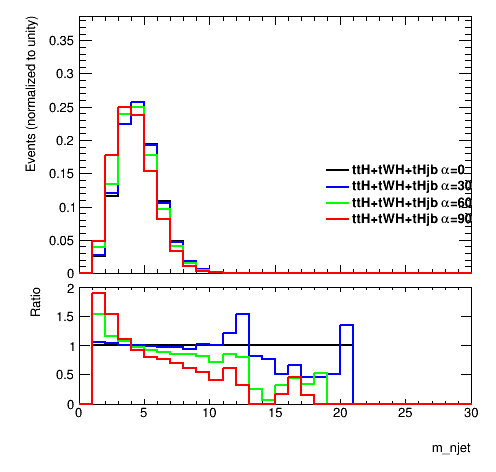 Events (normalized to unity)
0.35
0.3
0.25
0.2
0.15
0.1
0.05
0
ttH+tWH+tHjb α=0
ttH+tWH+tHjb α=30
ttH+tWH+tHjb α=60
ttH+tWH+tHjb α=90
Ratio
2
1.5
1
0.5
0
0 5 10 15 20 25 30
m_njet